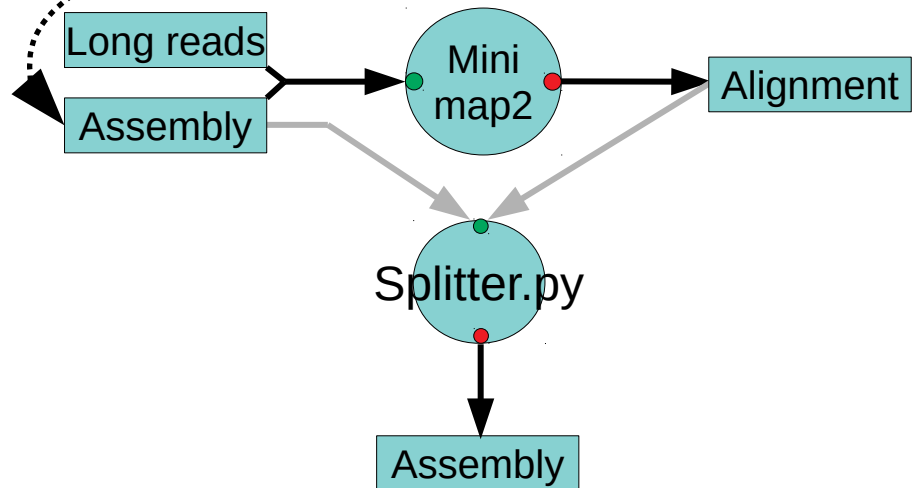 Long reads
Mini
map2
Alignment
Assembly
Splitter.py
Assembly